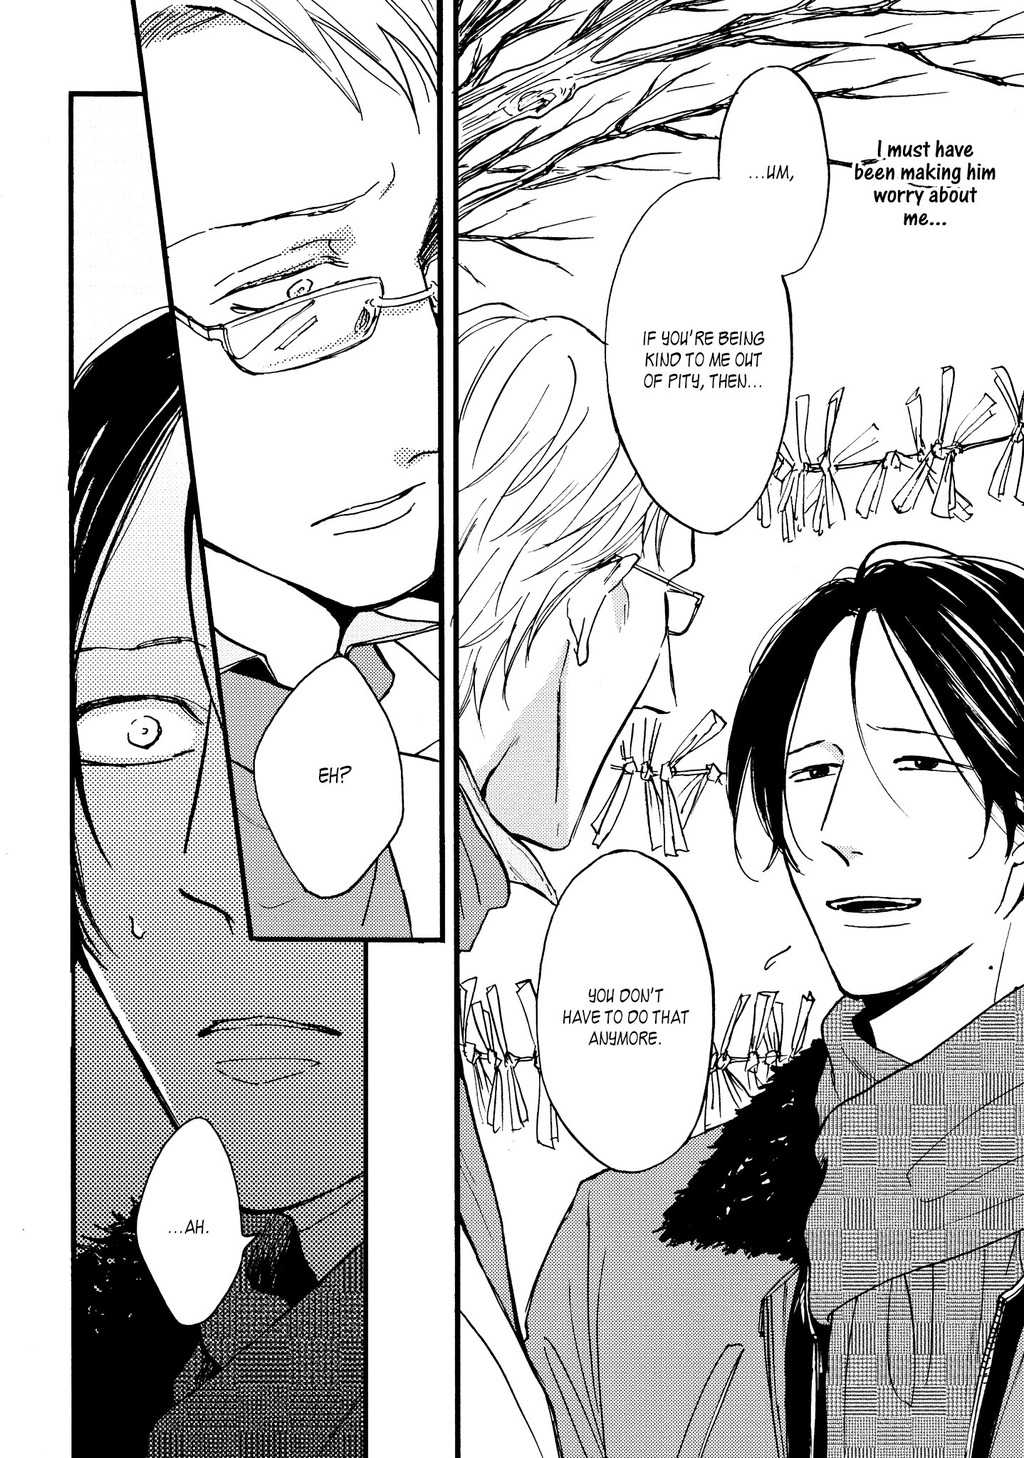 I must have
been making him
worry about
me...
...UM,
IF YOU'RE BEING
KIND TO ME OUT
OF PITY, THEN...
YOU DON'T
HAVE TO DO THAT
ANYMORE.
EH?
...AH.